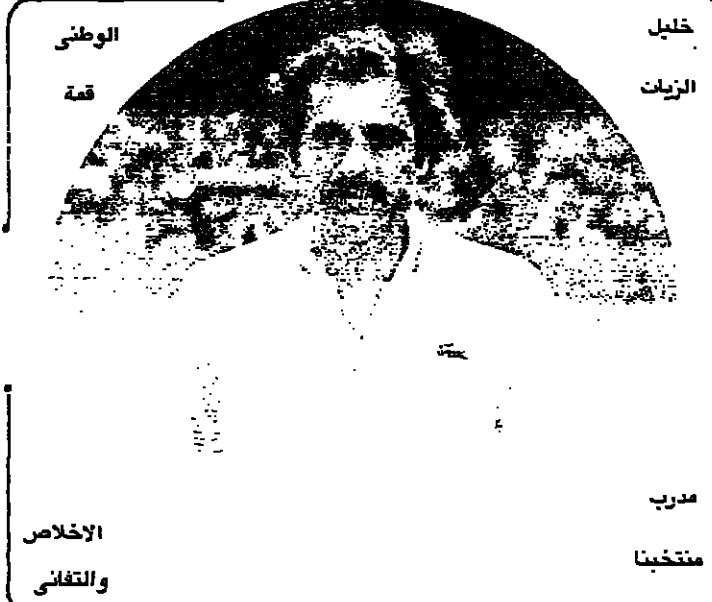 خليل
الزيات
الوطنى
قمة
مدرب
منتخبنا
الاخلاص
والتفانى